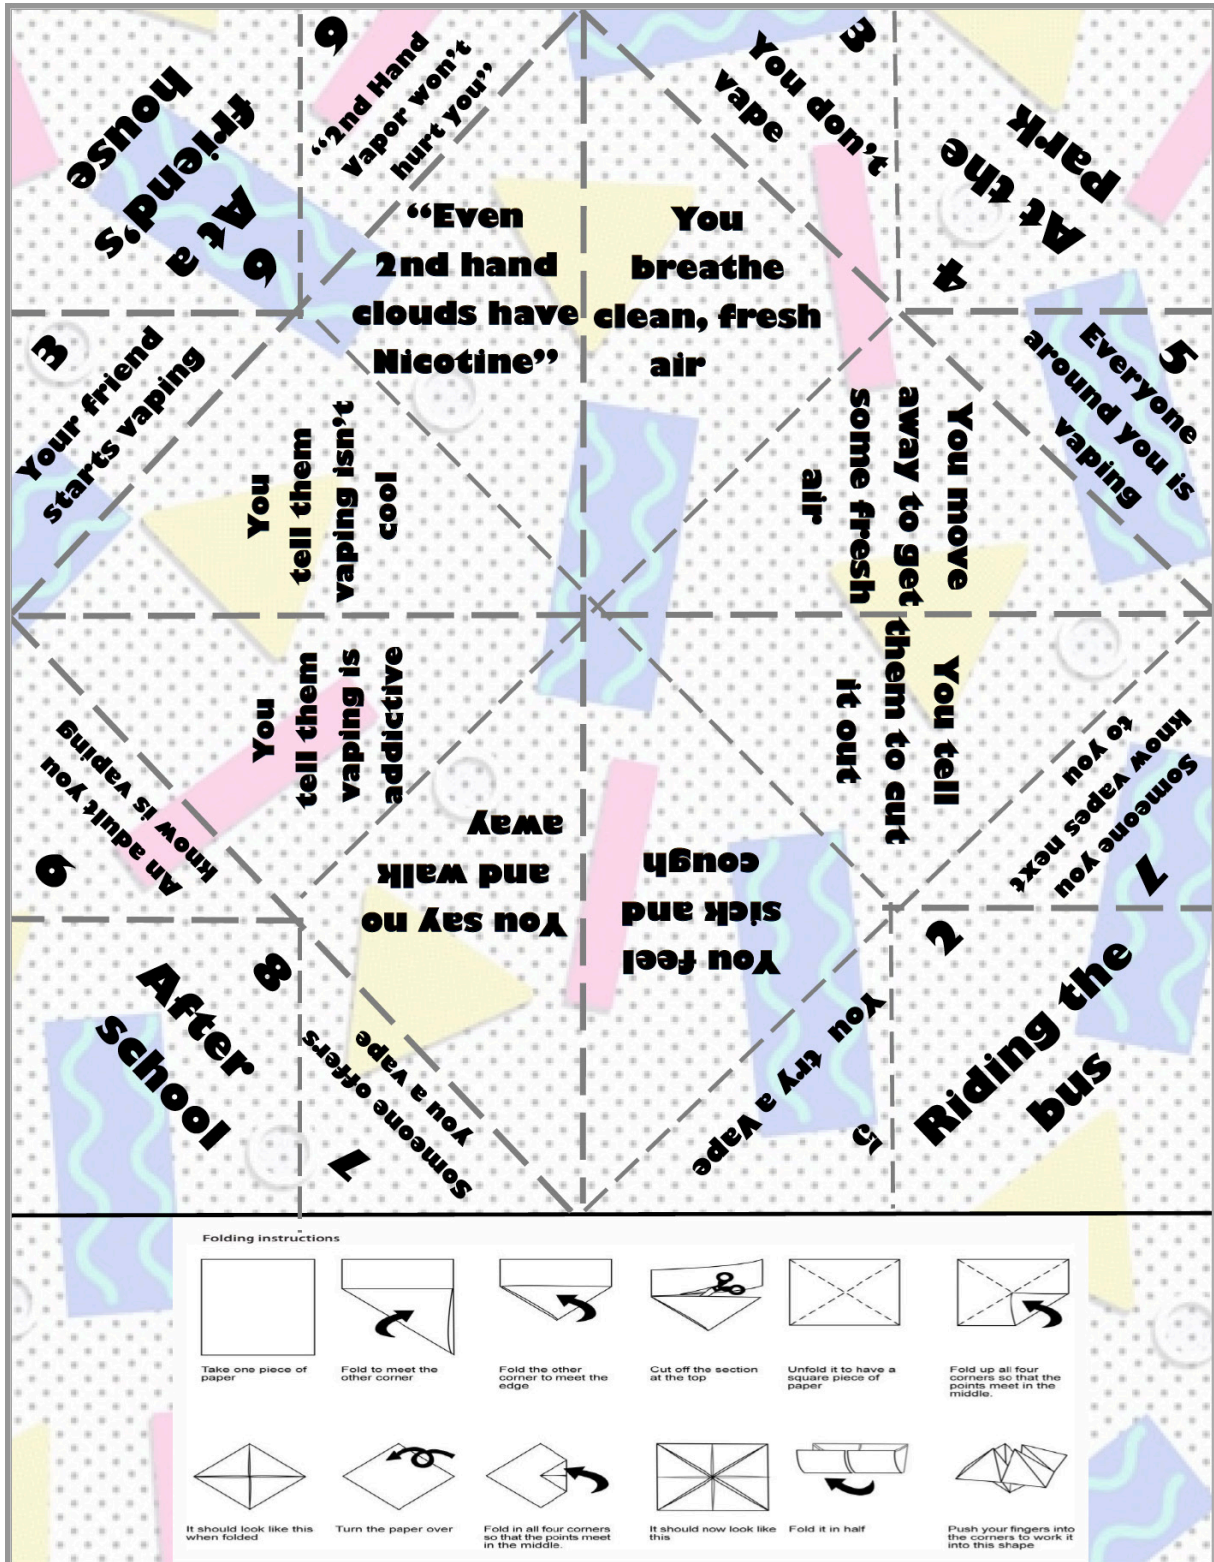 9
“2nd Hand
Vapor won’t
hurt you”
3
You don’t
vape
6
At a
friend’s
house
4
At the
park
“Even
2nd hand
clouds have
Nicotine”
You
breathe
clean, fresh
air
3
Your friend
starts vaping
You
tell them
vaping isn’t
cool
You move
away to get
some fresh
air
5
Everyone
around you is
vaping
9
An adult you
know is vaping
You
tell them
vaping is
addictive
You tell
them to cut
it out
7
Someone you
know vapes next
to you
You say no
and walk
away
You feel
sick and
cough
8
After
school
7
Someone offers
you a vape
5
You try a Vape
2
Riding the
bus
Folding instructions
Take one piece of
paper
Fold to meet the
other corner
Fold the other
corner to meet the
edge
Cut off the section
at the top
Unfold it to have a
square piece of
paper
Fold up all four
corners so that the
points meet in the
middle.
It should look like this
when folded
Turn the paper over
Fold in all four corners
so that the points meet
in the middle.
It should now look like
this
Fold it in half
Push your fingers into
the corners to work it
into this shape